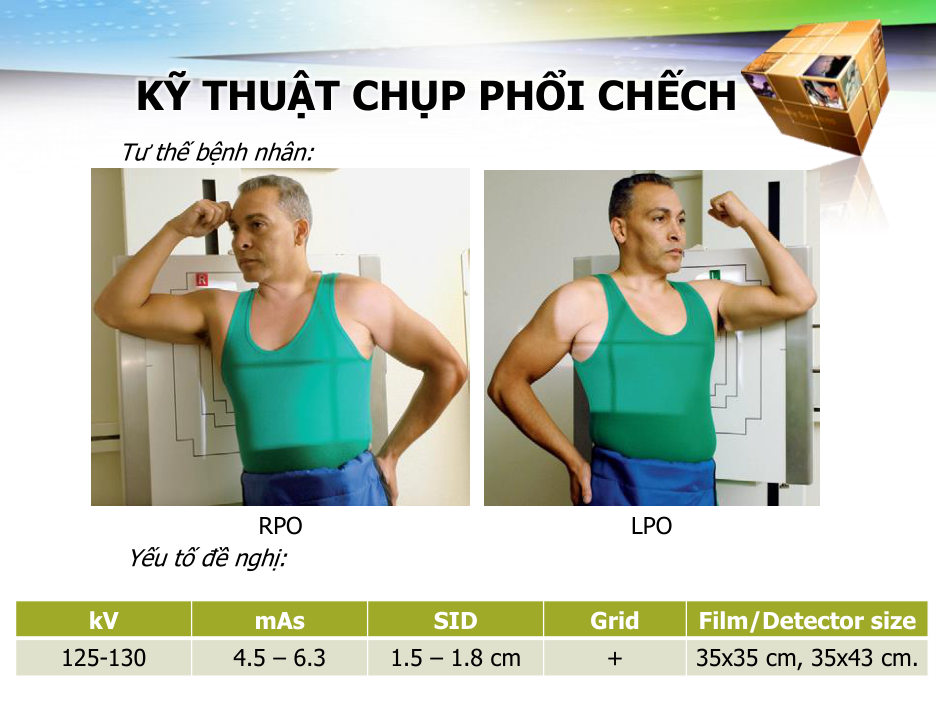 KỸ THUẬT CHỤP PHỔI CHẾCH
Tư thế bệnh nhân:
R
L
RPO
LPO
Yếu tố đề nghị:
kV mAs SID Grid Film/Detector size
125-130 4.5 – 6.3 1.5 – 1.8 cm + 35x35 cm, 35x43 cm.